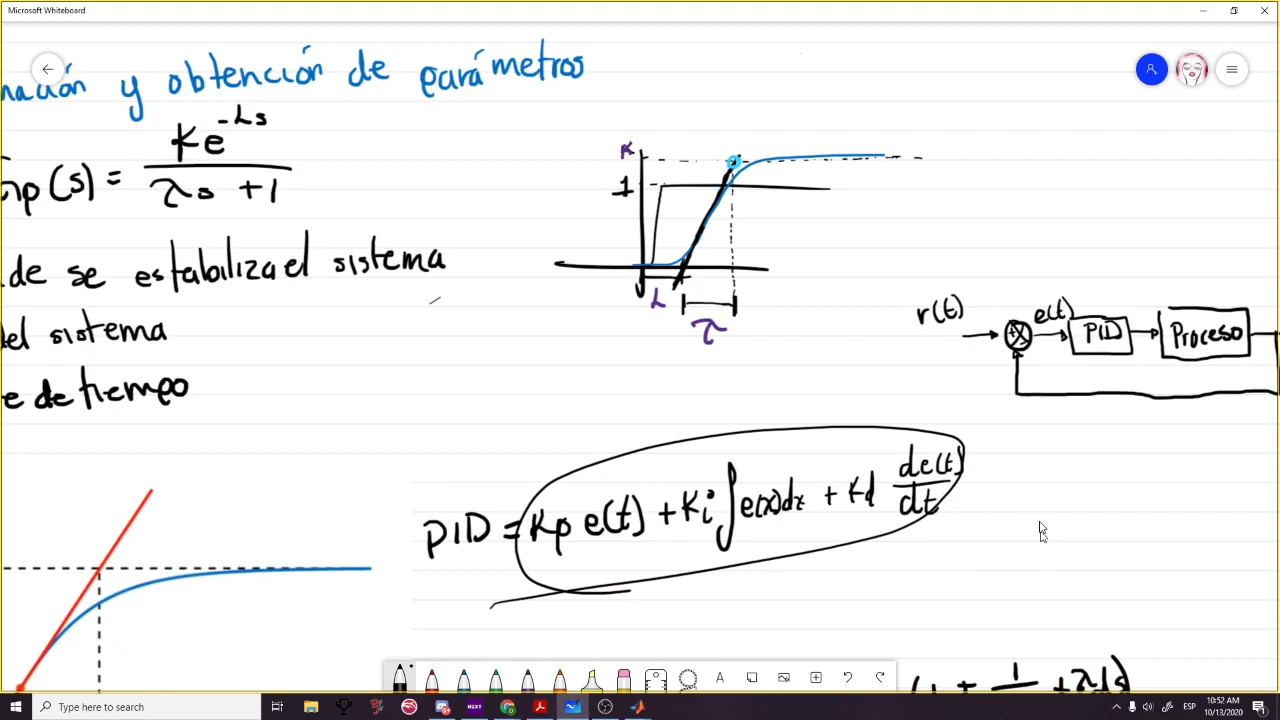 Microsoft Whiteboard
nación y obtención de parámetros
Gp(s) = Ke^-Ls / τs + 1
de se estabiliza el sistema
del sistema
e de tiempo
K
1
L
τ
r(t)
e(t)
PID
Proceso
PID = Kp e(t) + Ki ∫e(x)dx + Kd de(t)/dt
Type here to search
N3XT
ESP
10:52 AM
10/13/2020